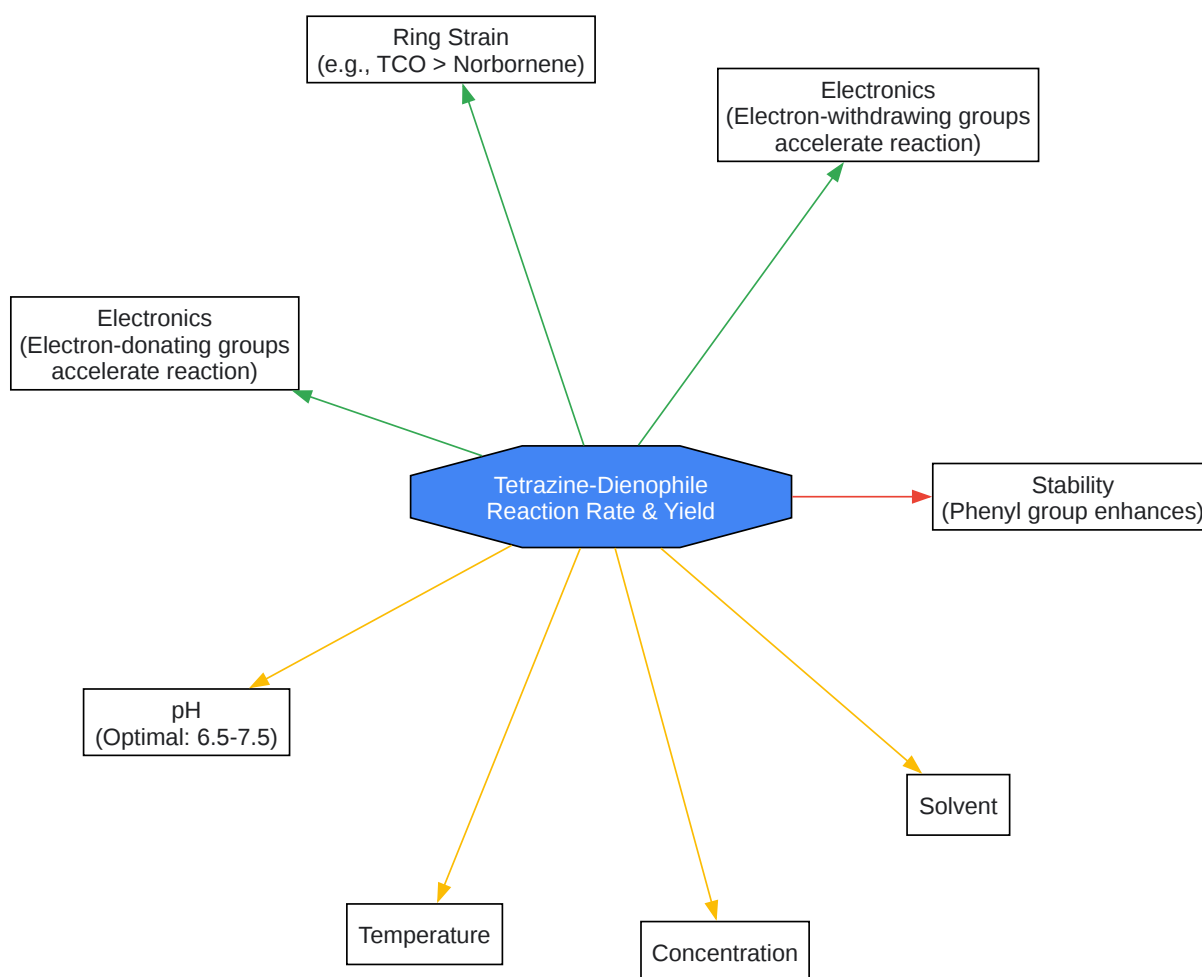 Ring Strain
(e.g., TCO > Norbornene)
Electronics
(Electron-withdrawing groups
accelerate reaction)
Electronics
(Electron-donating groups
accelerate reaction)
Tetrazine-Dienophile
Reaction Rate & Yield
Stability
(Phenyl group enhances)
pH
(Optimal: 6.5-7.5)
Solvent
Temperature
Concentration